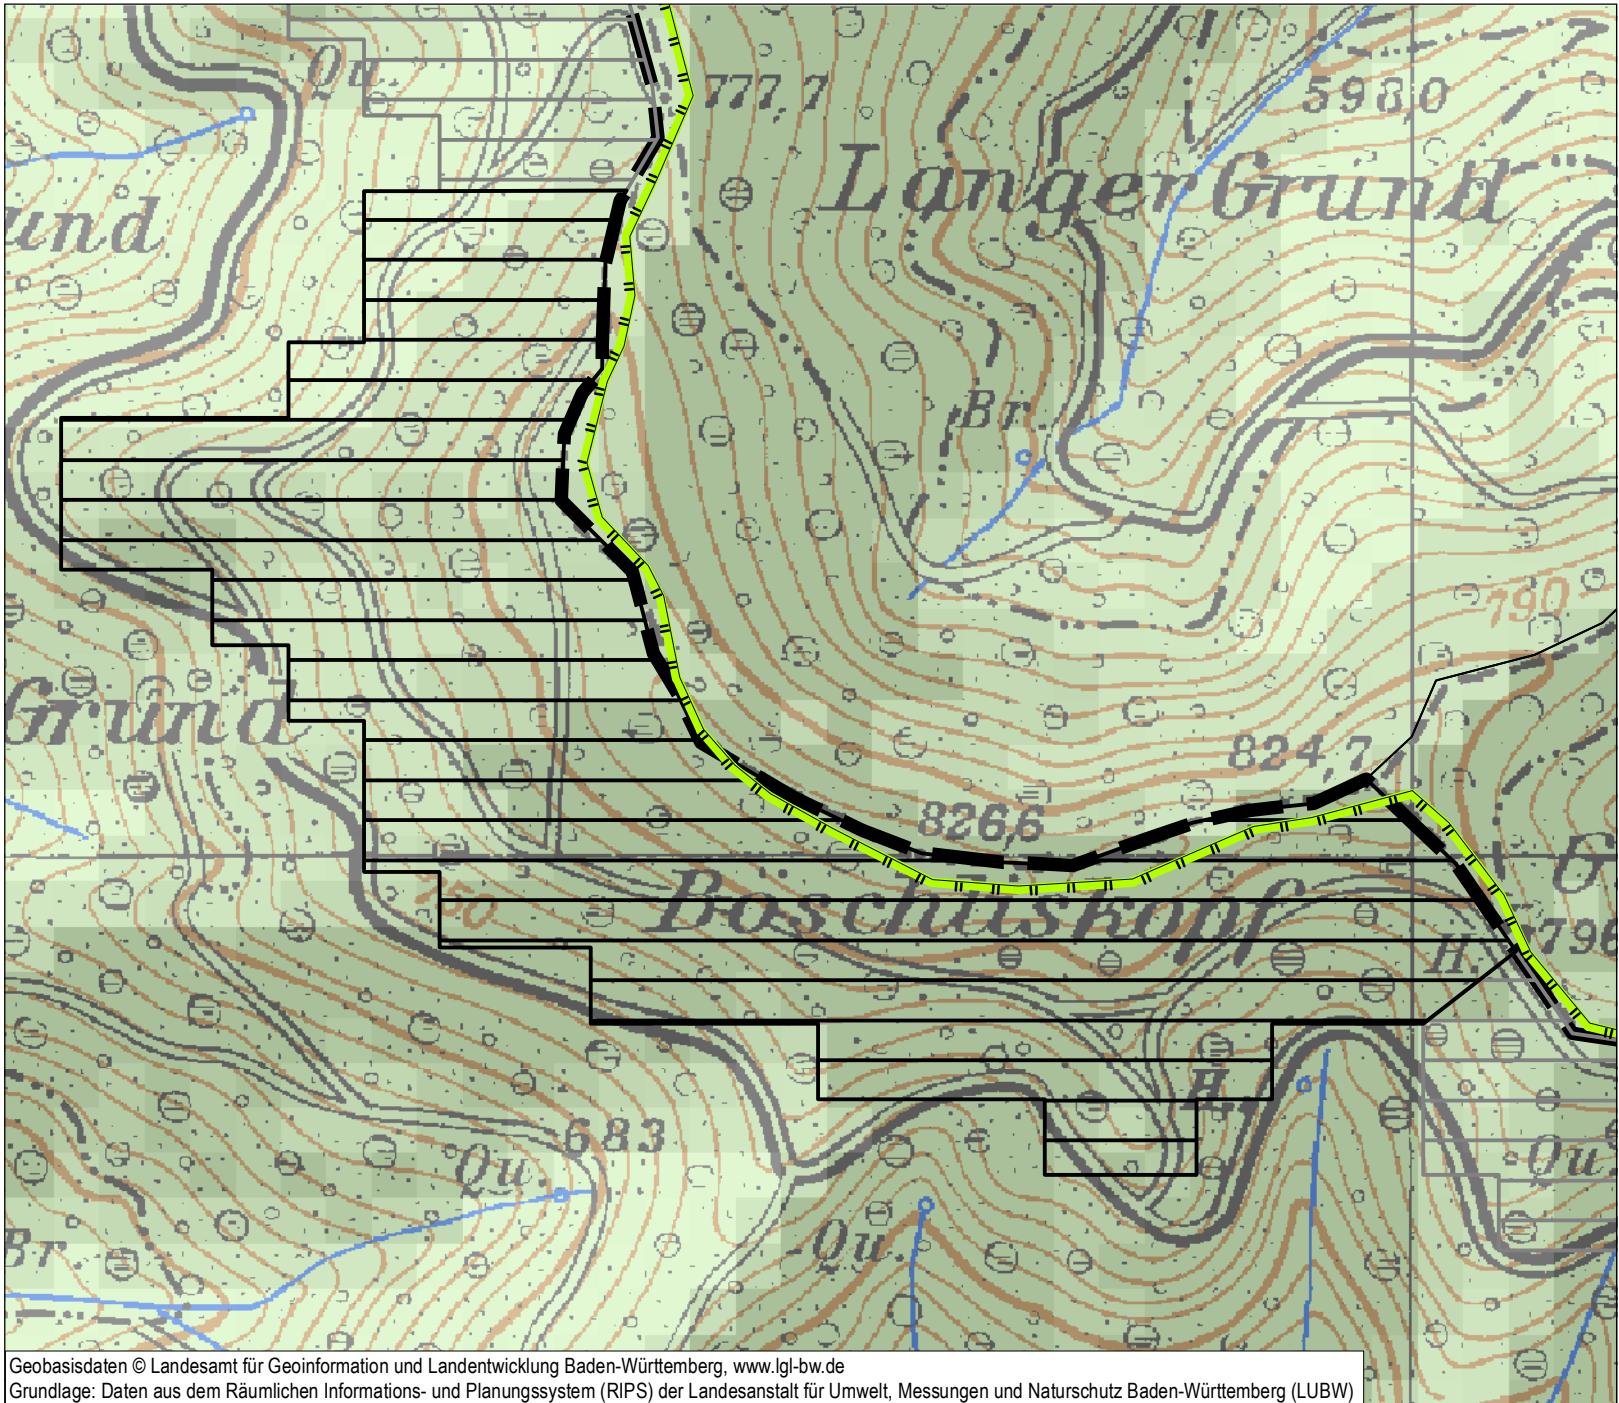 Qu.
777,7
5980
Langer Grund
und
Br.
790
Grund
824,7
826,6
Boschutskopf
H.
798
H.
683
Qu.
Qu.
Qu.
Br.
Geobasisdaten © Landesamt für Geoinformation und Landentwicklung Baden-Württemberg, www.lgl-bw.de
Grundlage: Daten aus dem Räumlichen Informations- und Planungssystem (RIPS) der Landesanstalt für Umwelt, Messungen und Naturschutz Baden-Württemberg (LUBW)